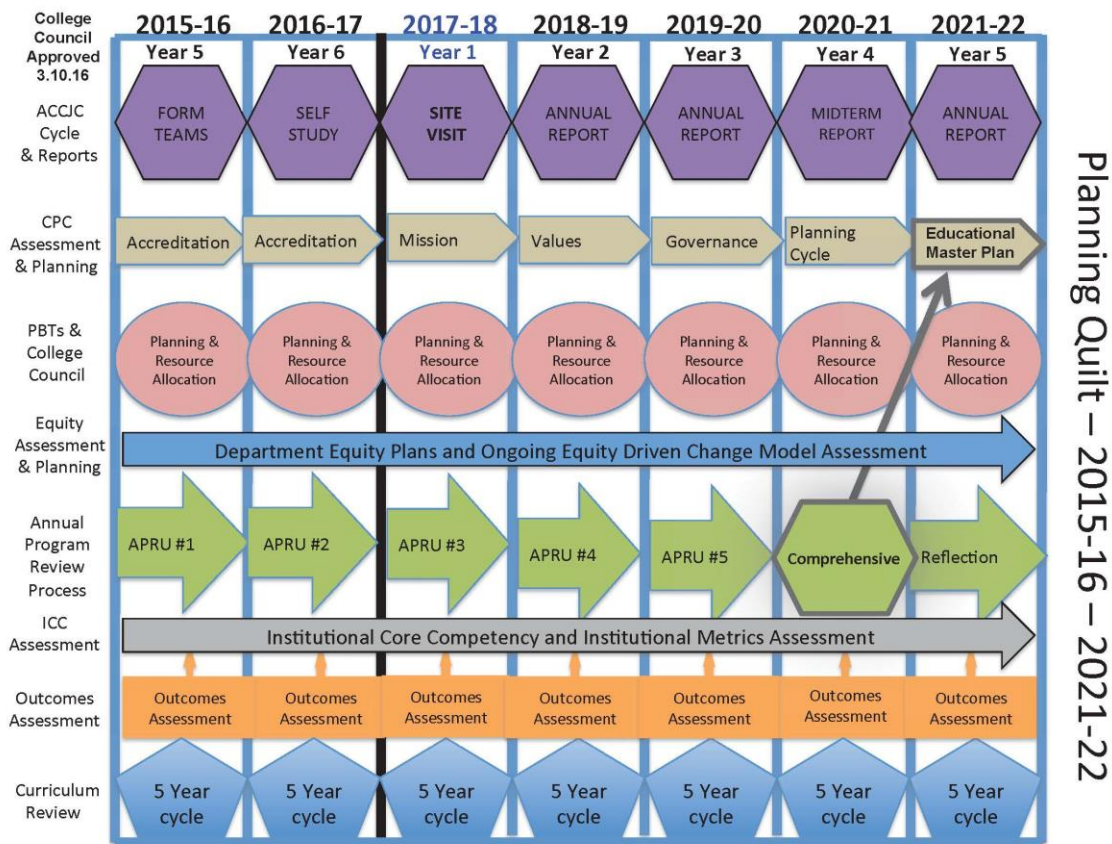 College
Council
Approved
3.10.16
2015-16 2016-17 2017-18 2018-19 2019-20 2020-21 2021-22
Year 5 Year 6 Year 1 Year 2 Year 3 Year 4 Year 5
ACCJC
Cycle
& Reports
FORM
TEAMS
SELF
STUDY
SITE
VISIT
ANNUAL
REPORT
ANNUAL
REPORT
MIDTERM
REPORT
ANNUAL
REPORT
CPC
Assessment
& Planning
Accreditation
Accreditation
Mission
Values
Governance
Planning
Cycle
Educational
Master Plan
PBTs &
College
Council
Planning &
Resource
Allocation
Planning &
Resource
Allocation
Planning &
Resource
Allocation
Planning &
Resource
Allocation
Planning &
Resource
Allocation
Planning &
Resource
Allocation
Planning &
Resource
Allocation
Equity
Assessment
& Planning
Department Equity Plans and Ongoing Equity Driven Change Model Assessment
Annual
Program
Review
Process
APRU #1
APRU #2
APRU #3
APRU #4
APRU #5
Comprehensive
Reflection
ICC
Assessment
Institutional Core Competency and Institutional Metrics Assessment
Outcomes
Assessment
Outcomes
Assessment
Outcomes
Assessment
Outcomes
Assessment
Outcomes
Assessment
Outcomes
Assessment
Outcomes
Assessment
Outcomes
Assessment
Curriculum
Review
5 Year
cycle
5 Year
cycle
5 Year
cycle
5 Year
cycle
5 Year
cycle
5 Year
cycle
5 Year
cycle
Planning Quilt – 2015-16 – 2021-22